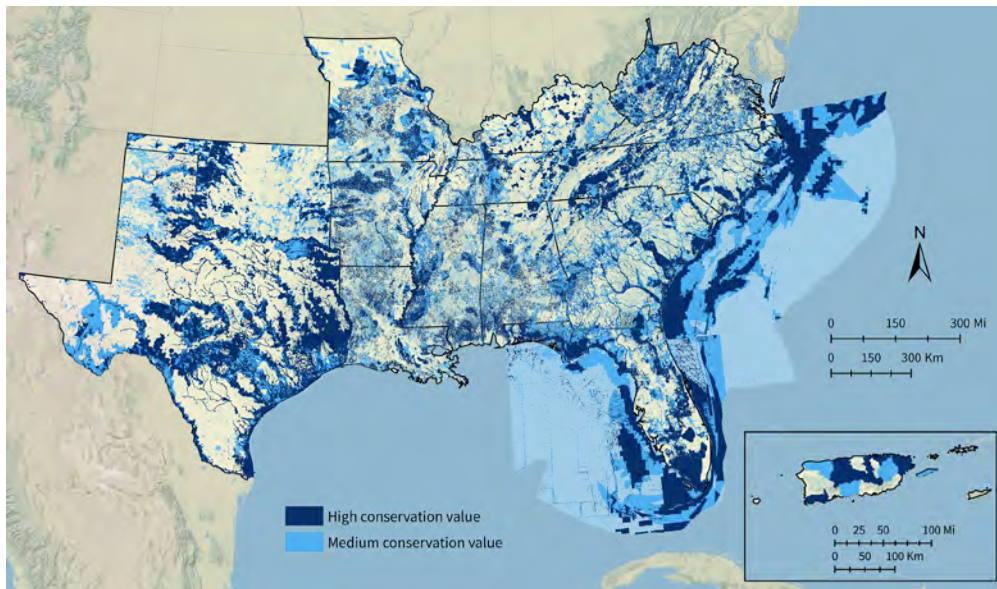 N
0 150 300 Mi
0 150 300 Km
High conservation value
Medium conservation value
0 25 50 100 Mi
0 50 100 Km